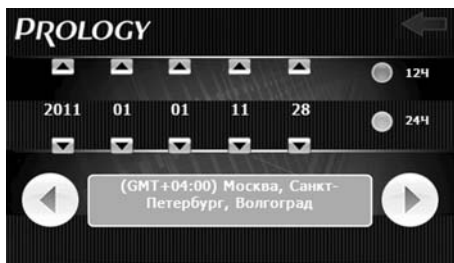 PROLOGY
12Ч
2011 01 01 11 28
24Ч
(GMT+04:00) Москва, Санкт-
Петербург, Волгоград